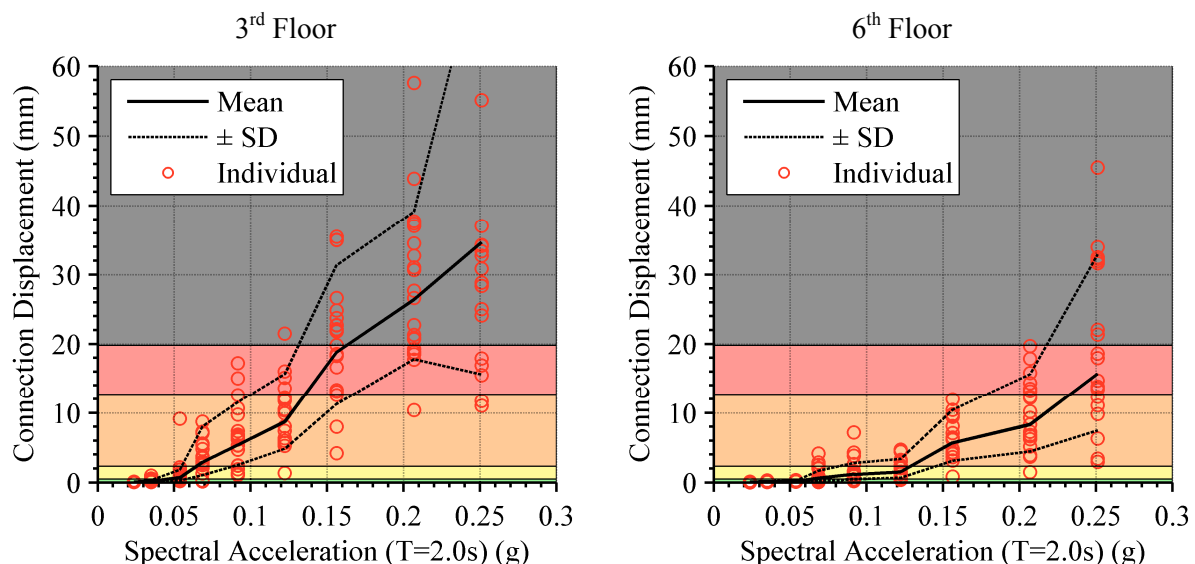 3rd Floor
60
50
40
30
20
10
0
Connection Displacement (mm)
Mean
± SD
Individual
0 0.05 0.1 0.15 0.2 0.25 0.3
Spectral Acceleration (T=2.0s) (g)
6th Floor
60
50
40
30
20
10
0
Connection Displacement (mm)
Mean
± SD
Individual
0 0.05 0.1 0.15 0.2 0.25 0.3
Spectral Acceleration (T=2.0s) (g)